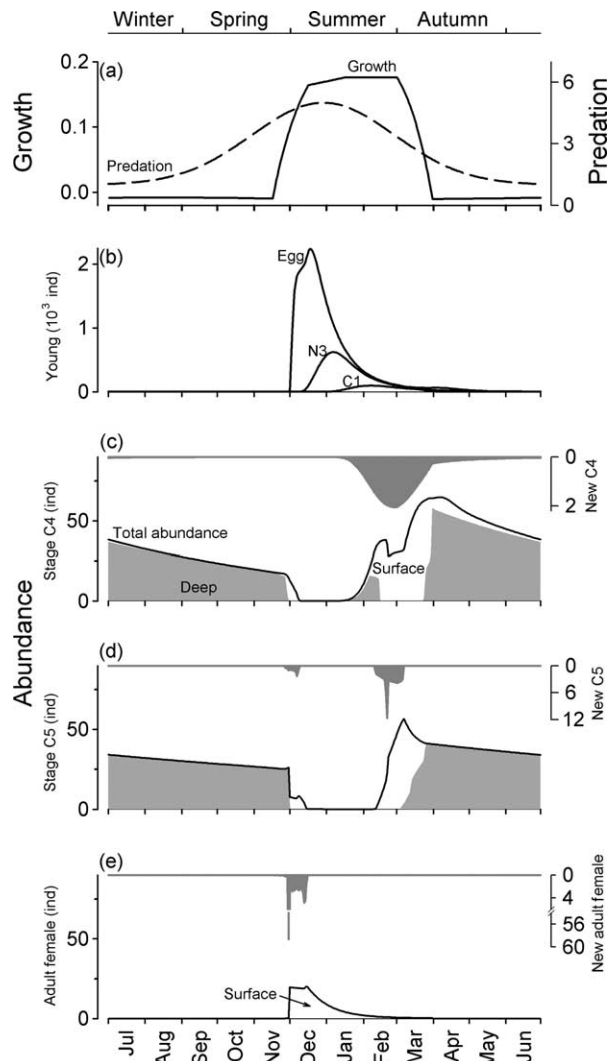 Winter Spring Summer Autumn
(a)
Growth
0.2
0.1
0.0
Growth
Predation
6
3
0
Predation
(b)
Young (10³ ind)
2
1
0
Egg
N3
C1
Abundance
(c)
Stage C4 (ind)
50
0
Total abundance
Deep
Surface
0
2
New C4
(d)
Stage C5 (ind)
50
0
0
6
12
New C5
(e)
Adult female (ind)
50
0
Surface
0
4
56
60
New adult female
Jul Aug Sep Oct Nov Dec Jan Feb Mar Apr May Jun